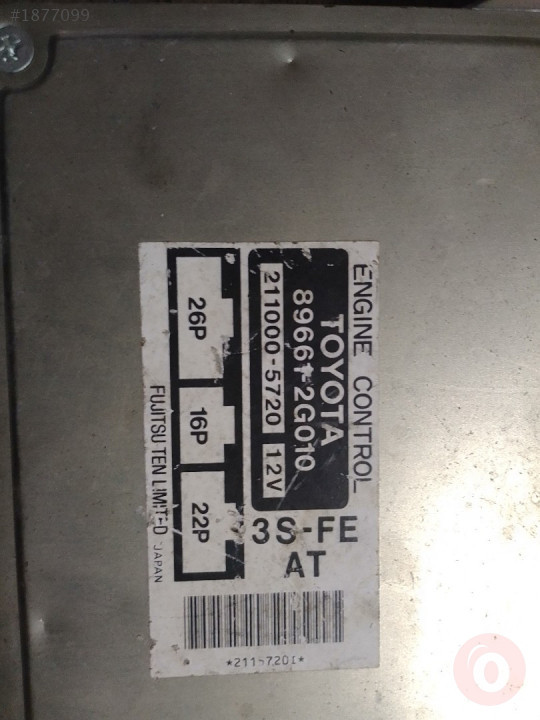 #1877099
ENGINE CONTROL
TOYOTA
89661-2G010
211000-5720 12V
3S-FE
AT
26P 16P 22P
FUJITSU TEN LIMITED JAPAN